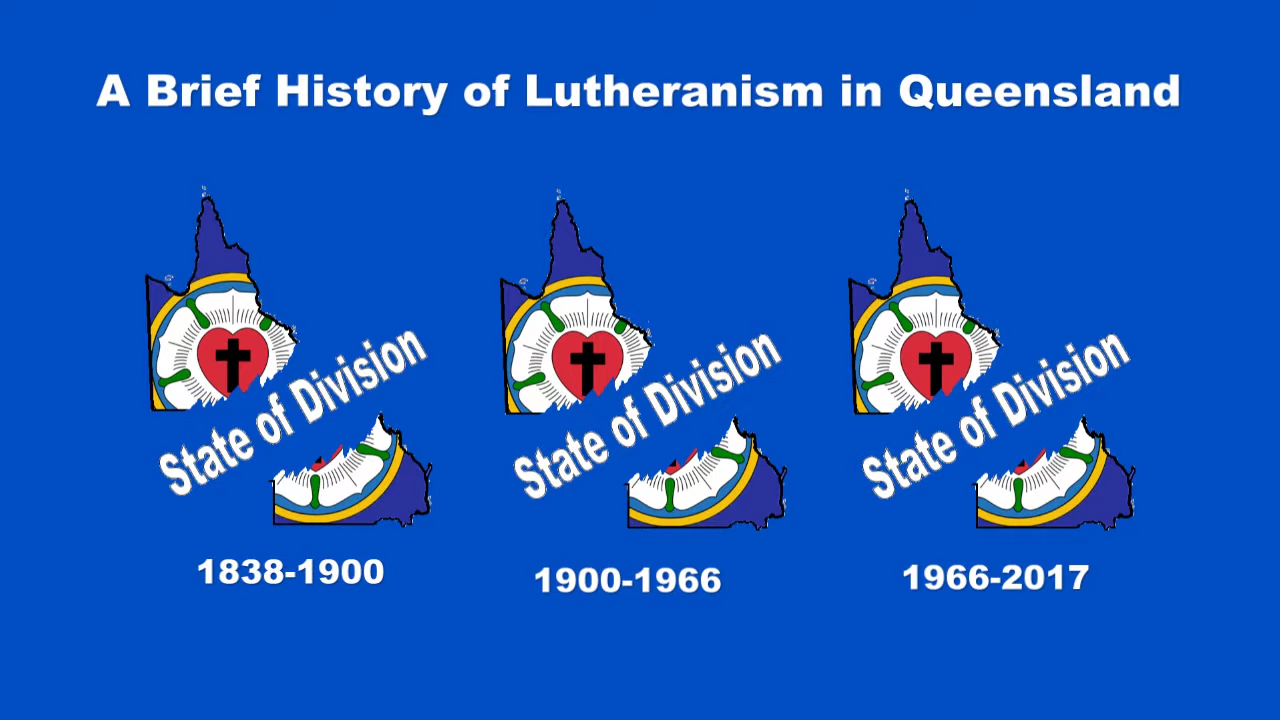 A Brief History of Lutheranism in Queensland
State of Division
State of Division
State of Division
1838-1900
1900-1966
1966-2017